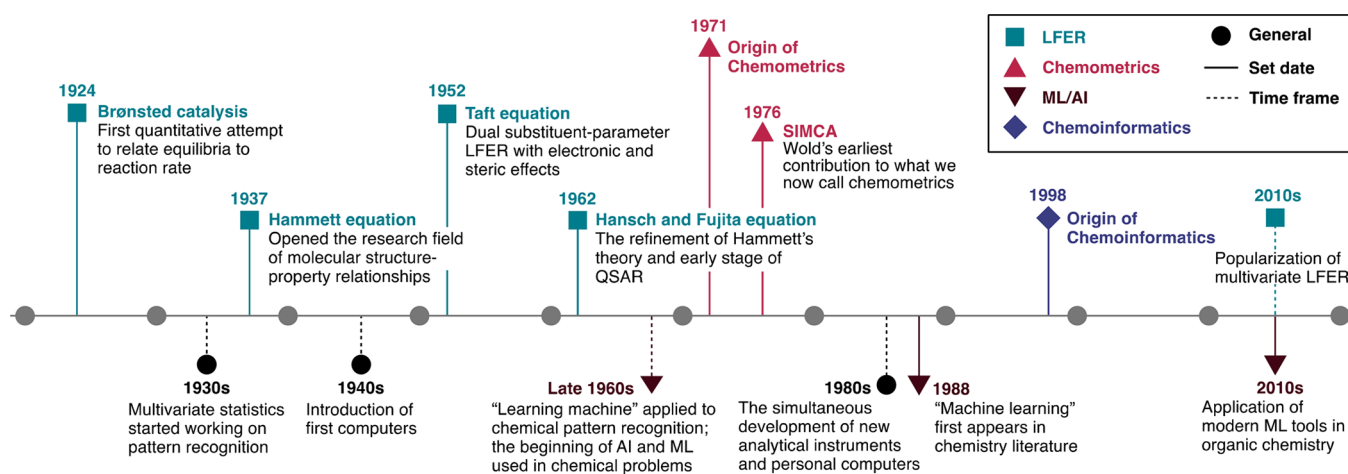 1924
Brønsted catalysis
First quantitative attempt
to relate equilibria to
reaction rate
1937
Hammett equation
Opened the research field
of molecular structure-
property relationships
1952
Taft equation
Dual substituent-parameter
LFER with electronic and
steric effects
1962
Hansch and Fujita equation
The refinement of Hammett's
theory and early stage of
QSAR
1971
Origin of
Chemometrics
1976
SIMCA
Wold's earliest
contribution to what we
now call chemometrics
1998
Origin of
Chemoinformatics
2010s
Popularization of
multivariate LFER
LFER
Chemometrics
ML/AI
Chemoinformatics
General
Set date
Time frame
1930s
Multivariate statistics
started working on
pattern recognition
1940s
Introduction of
first computers
Late 1960s
“Learning machine” applied to
chemical pattern recognition;
the beginning of AI and ML
used in chemical problems
1980s
The simultaneous
development of new
analytical instruments
and personal computers
1988
“Machine learning”
first appears in
chemistry literature
2010s
Application of
modern ML tools in
organic chemistry